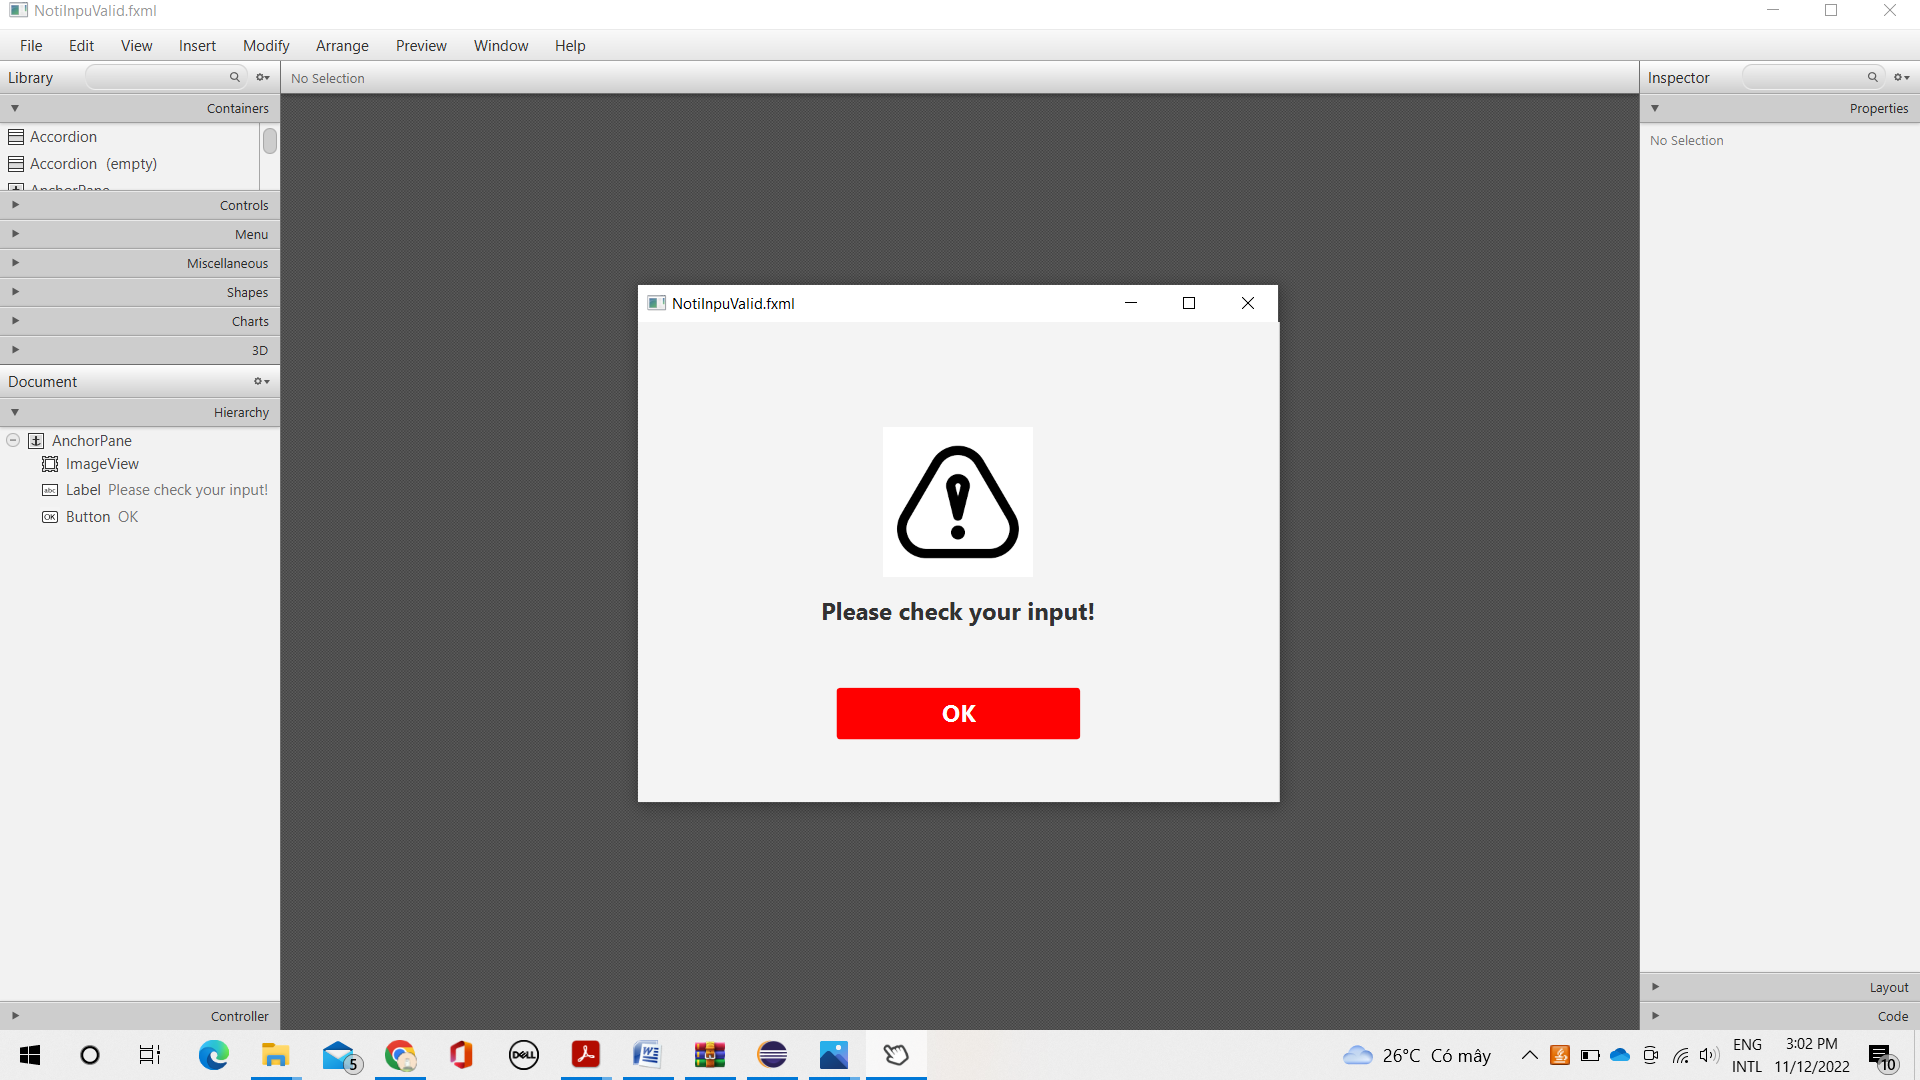 NotiInpuValid.fxml
File Edit View Insert Modify Arrange Preview Window Help
Library
No Selection
Inspector
Containers
Accordion
Accordion (empty)
AnchorPane
Controls
Menu
Miscellaneous
Shapes
Charts
3D
Document
Hierarchy
AnchorPane
ImageView
Label Please check your input!
Button OK
Controller
NotiInpuValid.fxml
Please check your input!
OK
Properties
No Selection
Layout
Code
5
DELL
26°C Có mây
ENG
INTL
3:02 PM
11/12/2022
10